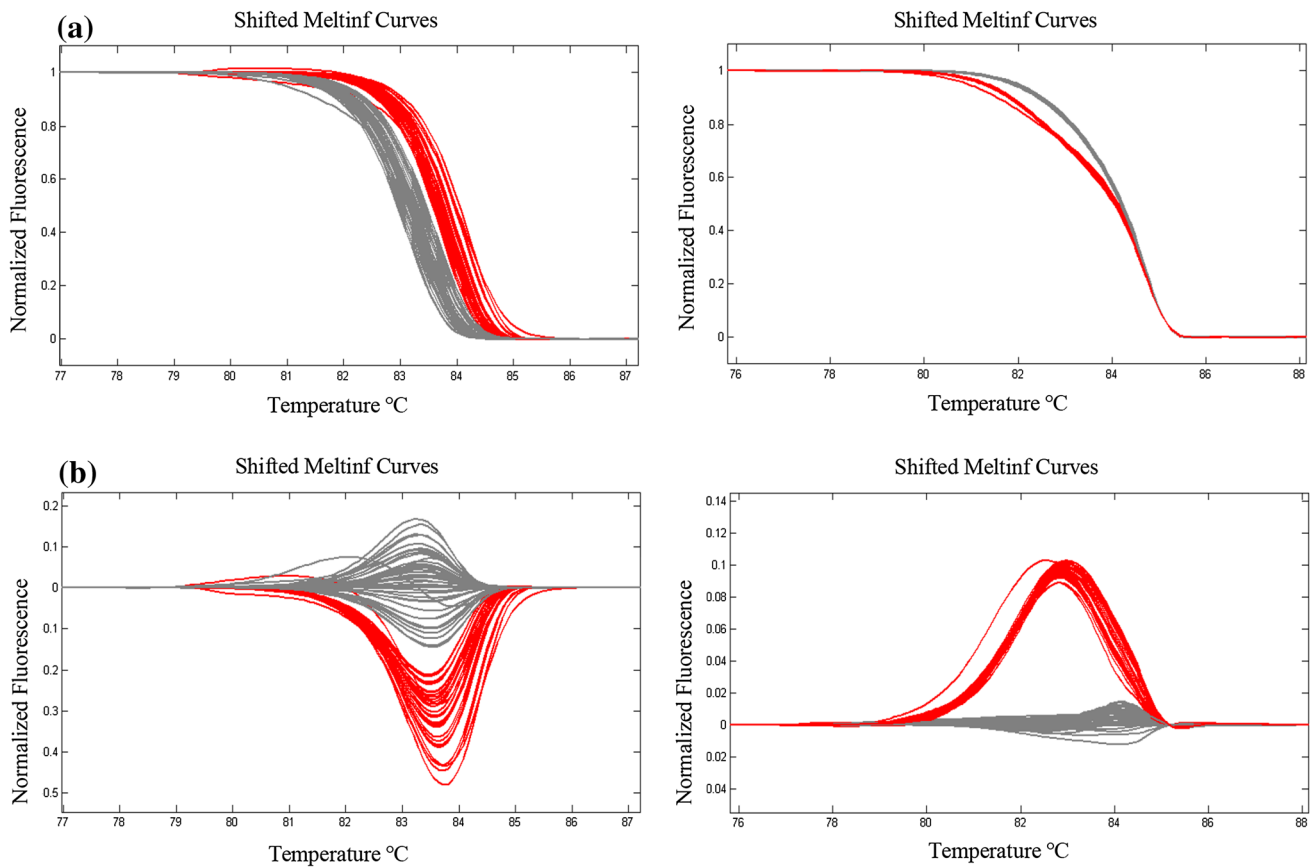 (a)
Shifted Meltinf Curves
Normalized Fluorescence
1
0.8
0.6
0.4
0.2
0
77 78 79 80 81 82 83 84 85 86 87
Temperature °C
Shifted Meltinf Curves
Normalized Fluorescence
1
0.8
0.6
0.4
0.2
0
76 78 80 82 84 86 88
Temperature °C
(b)
Shifted Meltinf Curves
Normalized Fluorescence
0.2
0.1
0
0.1
0.2
0.3
0.4
0.5
77 78 79 80 81 82 83 84 85 86 87
Temperature °C
Shifted Meltinf Curves
Normalized Fluorescence
0.14
0.1
0.1
0.08
0.06
0.04
0.02
0
0.02
0.04
76 78 80 82 84 86 88
Temperature °C